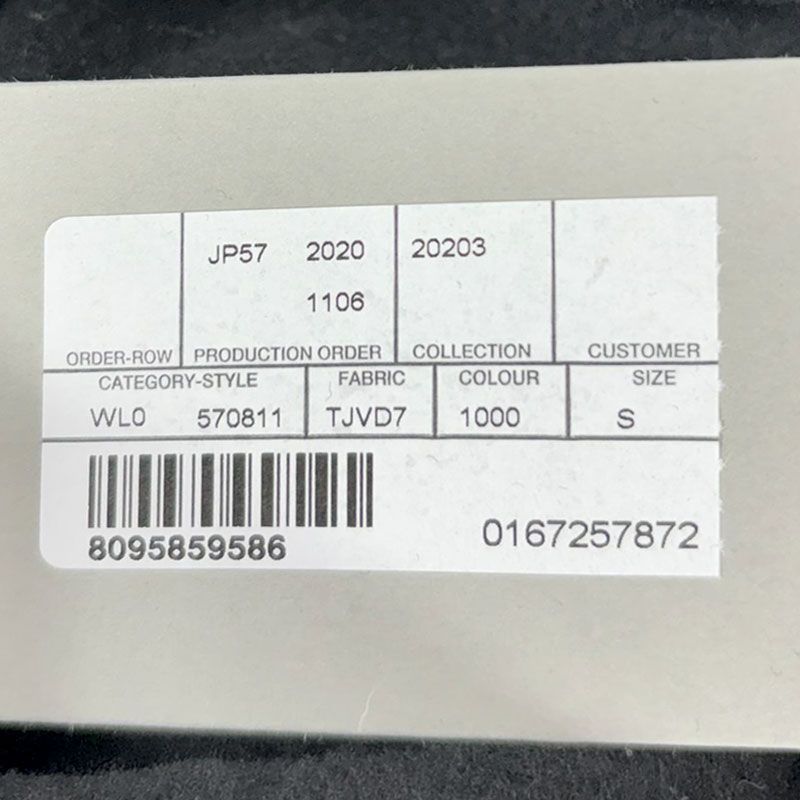 JP57 2020 20203
1106
ORDER-ROW PRODUCTION ORDER COLLECTION CUSTOMER
CATEGORY-STYLE FABRIC COLOUR SIZE
WL0 570811 TJVD7 1000 S
8095859586 0167257872